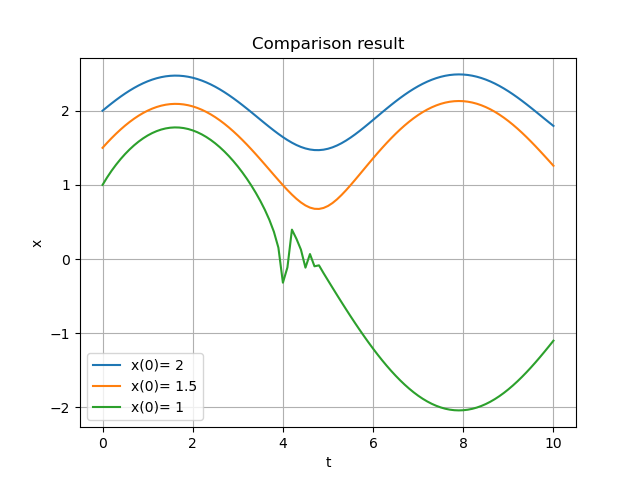 Comparison result
x
2
1
0
−1
−2
x(0)= 2
x(0)= 1.5
x(0)= 1
0 2 4 6 8 10
t